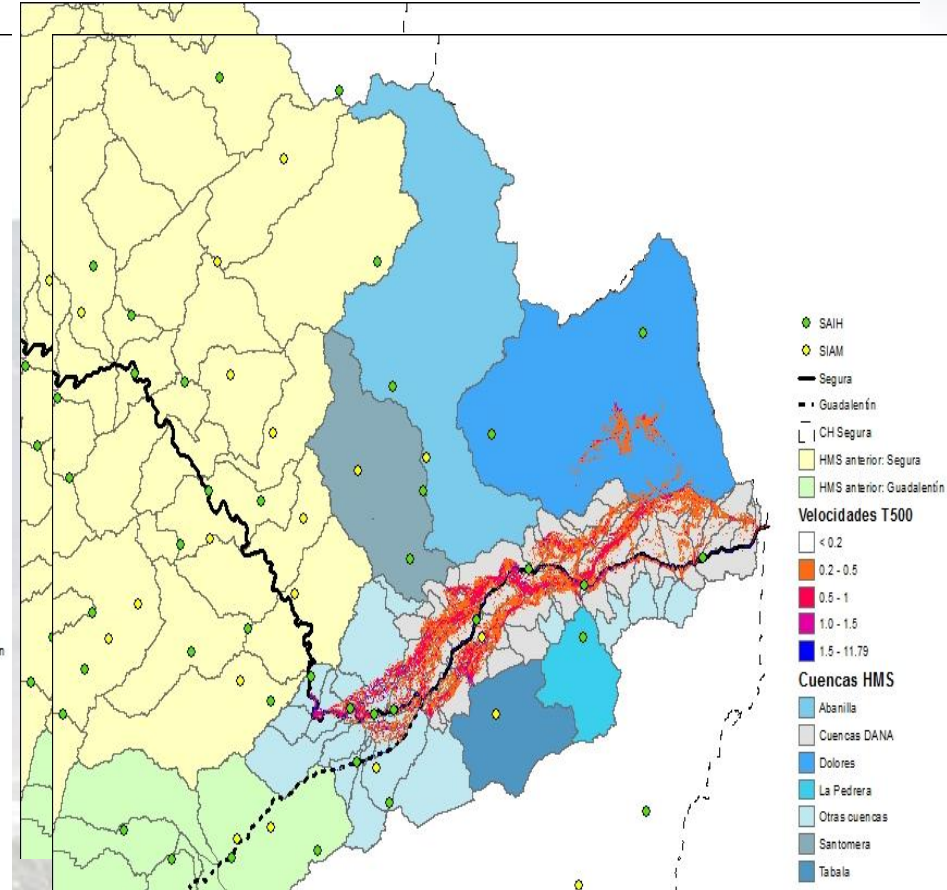 SAIH
SIAM
Segura
Guadalentín
CH Segura
HMS anterior: Segura
HMS anterior: Guadalentín
Velocidades T500
< 0.2
0.2 - 0.5
0.5 - 1
1.0 - 1.5
1.5 - 11.79
Cuencas HMS
Abanilla
Cuencas DANA
Dolores
La Pedrera
Otras cuencas
Santomera
Tabala
n